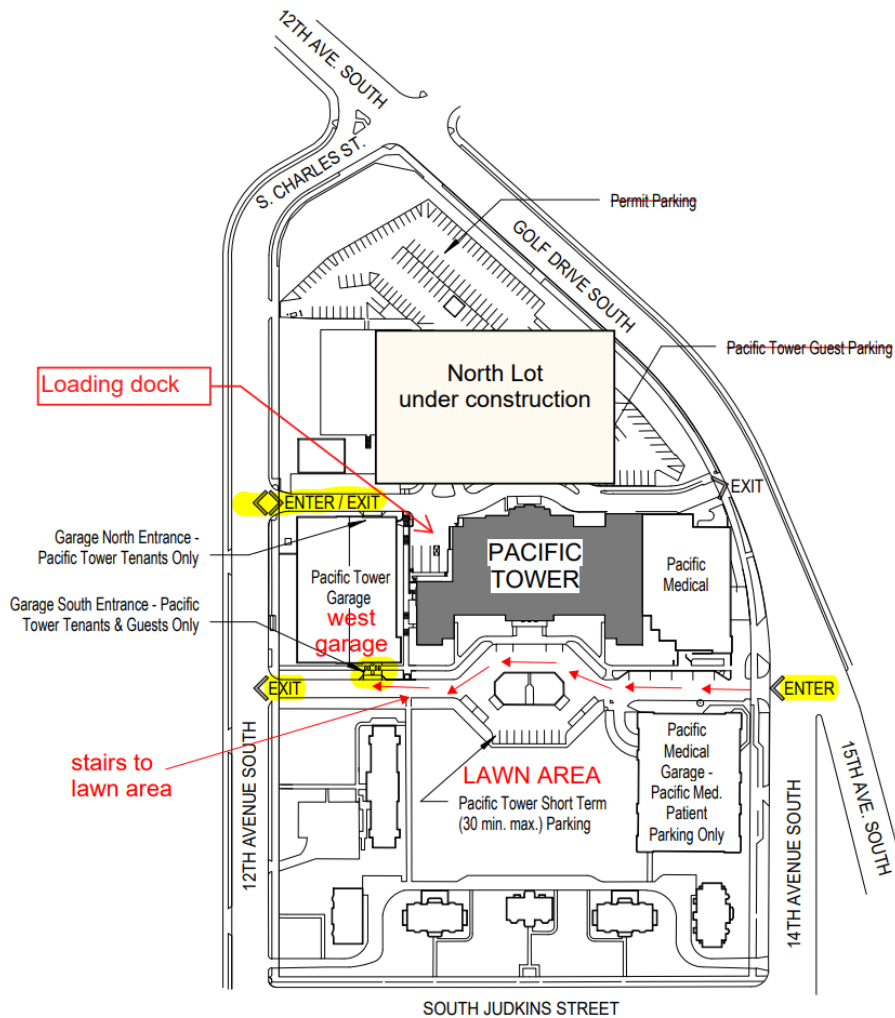 12TH AVE. SOUTH
S. CHARLES ST.
Permit Parking
GOLF DRIVE SOUTH
Pacific Tower Guest Parking
Loading dock
North Lot
under construction
ENTER / EXIT
EXIT
Garage North Entrance -
Pacific Tower Tenants Only
Garage South Entrance - Pacific
Tower Tenants & Guests Only
Pacific Tower
Garage
west
garage
PACIFIC
TOWER
Pacific
Medical
EXIT
ENTER
stairs to
lawn area
LAWN AREA
Pacific Tower Short Term
(30 min. max.) Parking
Pacific
Medical
Garage -
Pacific Med.
Patient
Parking Only
12TH AVENUE SOUTH
14TH AVENUE SOUTH
15TH AVE. SOUTH
SOUTH JUDKINS STREET